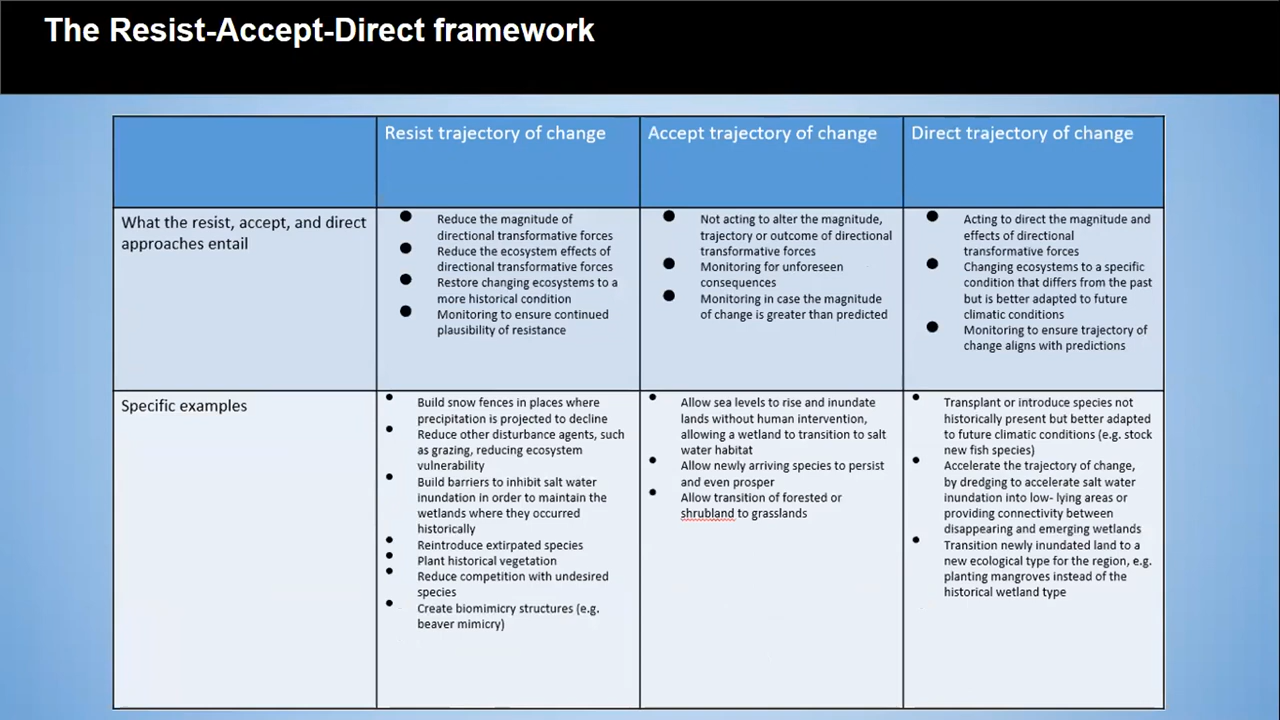 The Resist-Accept-Direct framework
Resist trajectory of change
Accept trajectory of change
Direct trajectory of change
What the resist, accept, and direct
approaches entail
Reduce the magnitude of
directional transformative forces
Reduce the ecosystem effects of
directional transformative forces
Restore changing ecosystems to a
more historical condition
Monitoring to ensure continued
plausibility of resistance
Not acting to alter the magnitude,
trajectory or outcome of directional
transformative forces
Monitoring for unforeseen
consequences
Monitoring in case the magnitude
of change is greater than predicted
Acting to direct the magnitude and
effects of directional
transformative forces
Changing ecosystems to a specific
condition that differs from the past
but is better adapted to future
climatic conditions
Monitoring to ensure trajectory of
change aligns with predictions
Specific examples
Build snow fences in places where
precipitation is projected to decline
Reduce other disturbance agents, such
as grazing, reducing ecosystem
vulnerability
Build barriers to inhibit salt water
inundation in order to maintain the
wetlands where they occurred
historically
Reintroduce extirpated species
Plant historical vegetation
Reduce competition with undesired
species
Create biomimicry structures (e.g.
beaver mimicry)
Allow sea levels to rise and inundate
lands without human intervention,
allowing a wetland to transition to salt
water habitat
Allow newly arriving species to persist
and even prosper
Allow transition of forested or
shrubland to grasslands
Transplant or introduce species not
historically present but better adapted
to future climatic conditions (e.g. stock
new fish species)
Accelerate the trajectory of change,
by dredging to accelerate salt water
inundation into low- lying areas or
providing connectivity between
disappearing and emerging wetlands
Transition newly inundated land to a
new ecological type for the region, e.g.
planting mangroves instead of the
historical wetland type